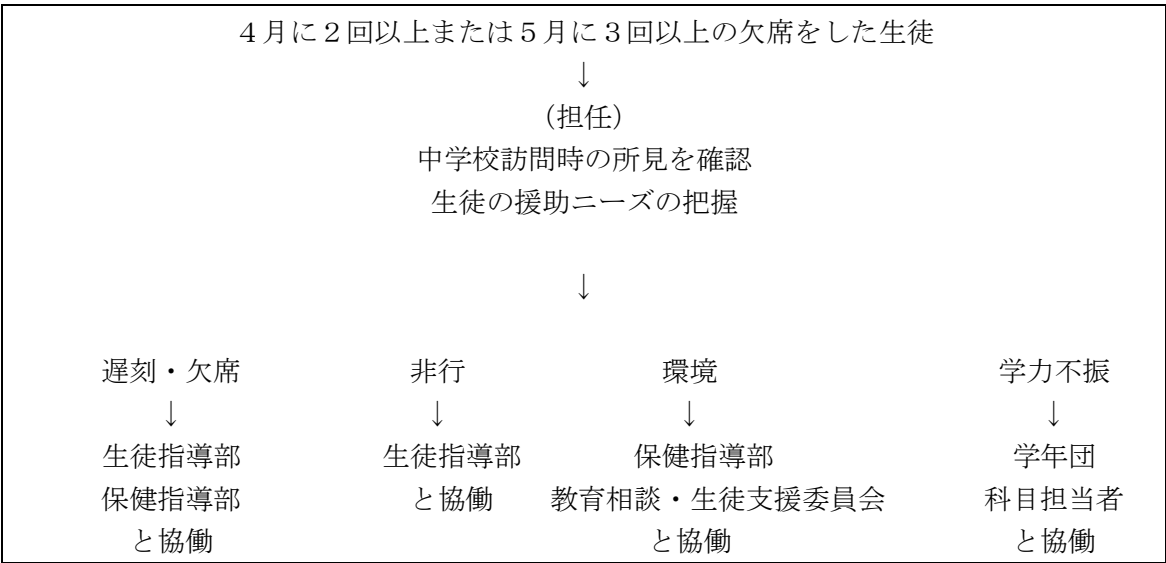 ４月に２回以上または５月に３回以上の欠席をした生徒
↓
（担任）
中学校訪問時の所見を確認
生徒の援助ニーズの把握
↓
遅刻・欠席 非行 環境 学力不振
↓ ↓ ↓ ↓
生徒指導部 生徒指導部 保健指導部 学年団
保健指導部 と協働 教育相談・生徒支援委員会 科目担当者
と協働 と協働 と協働